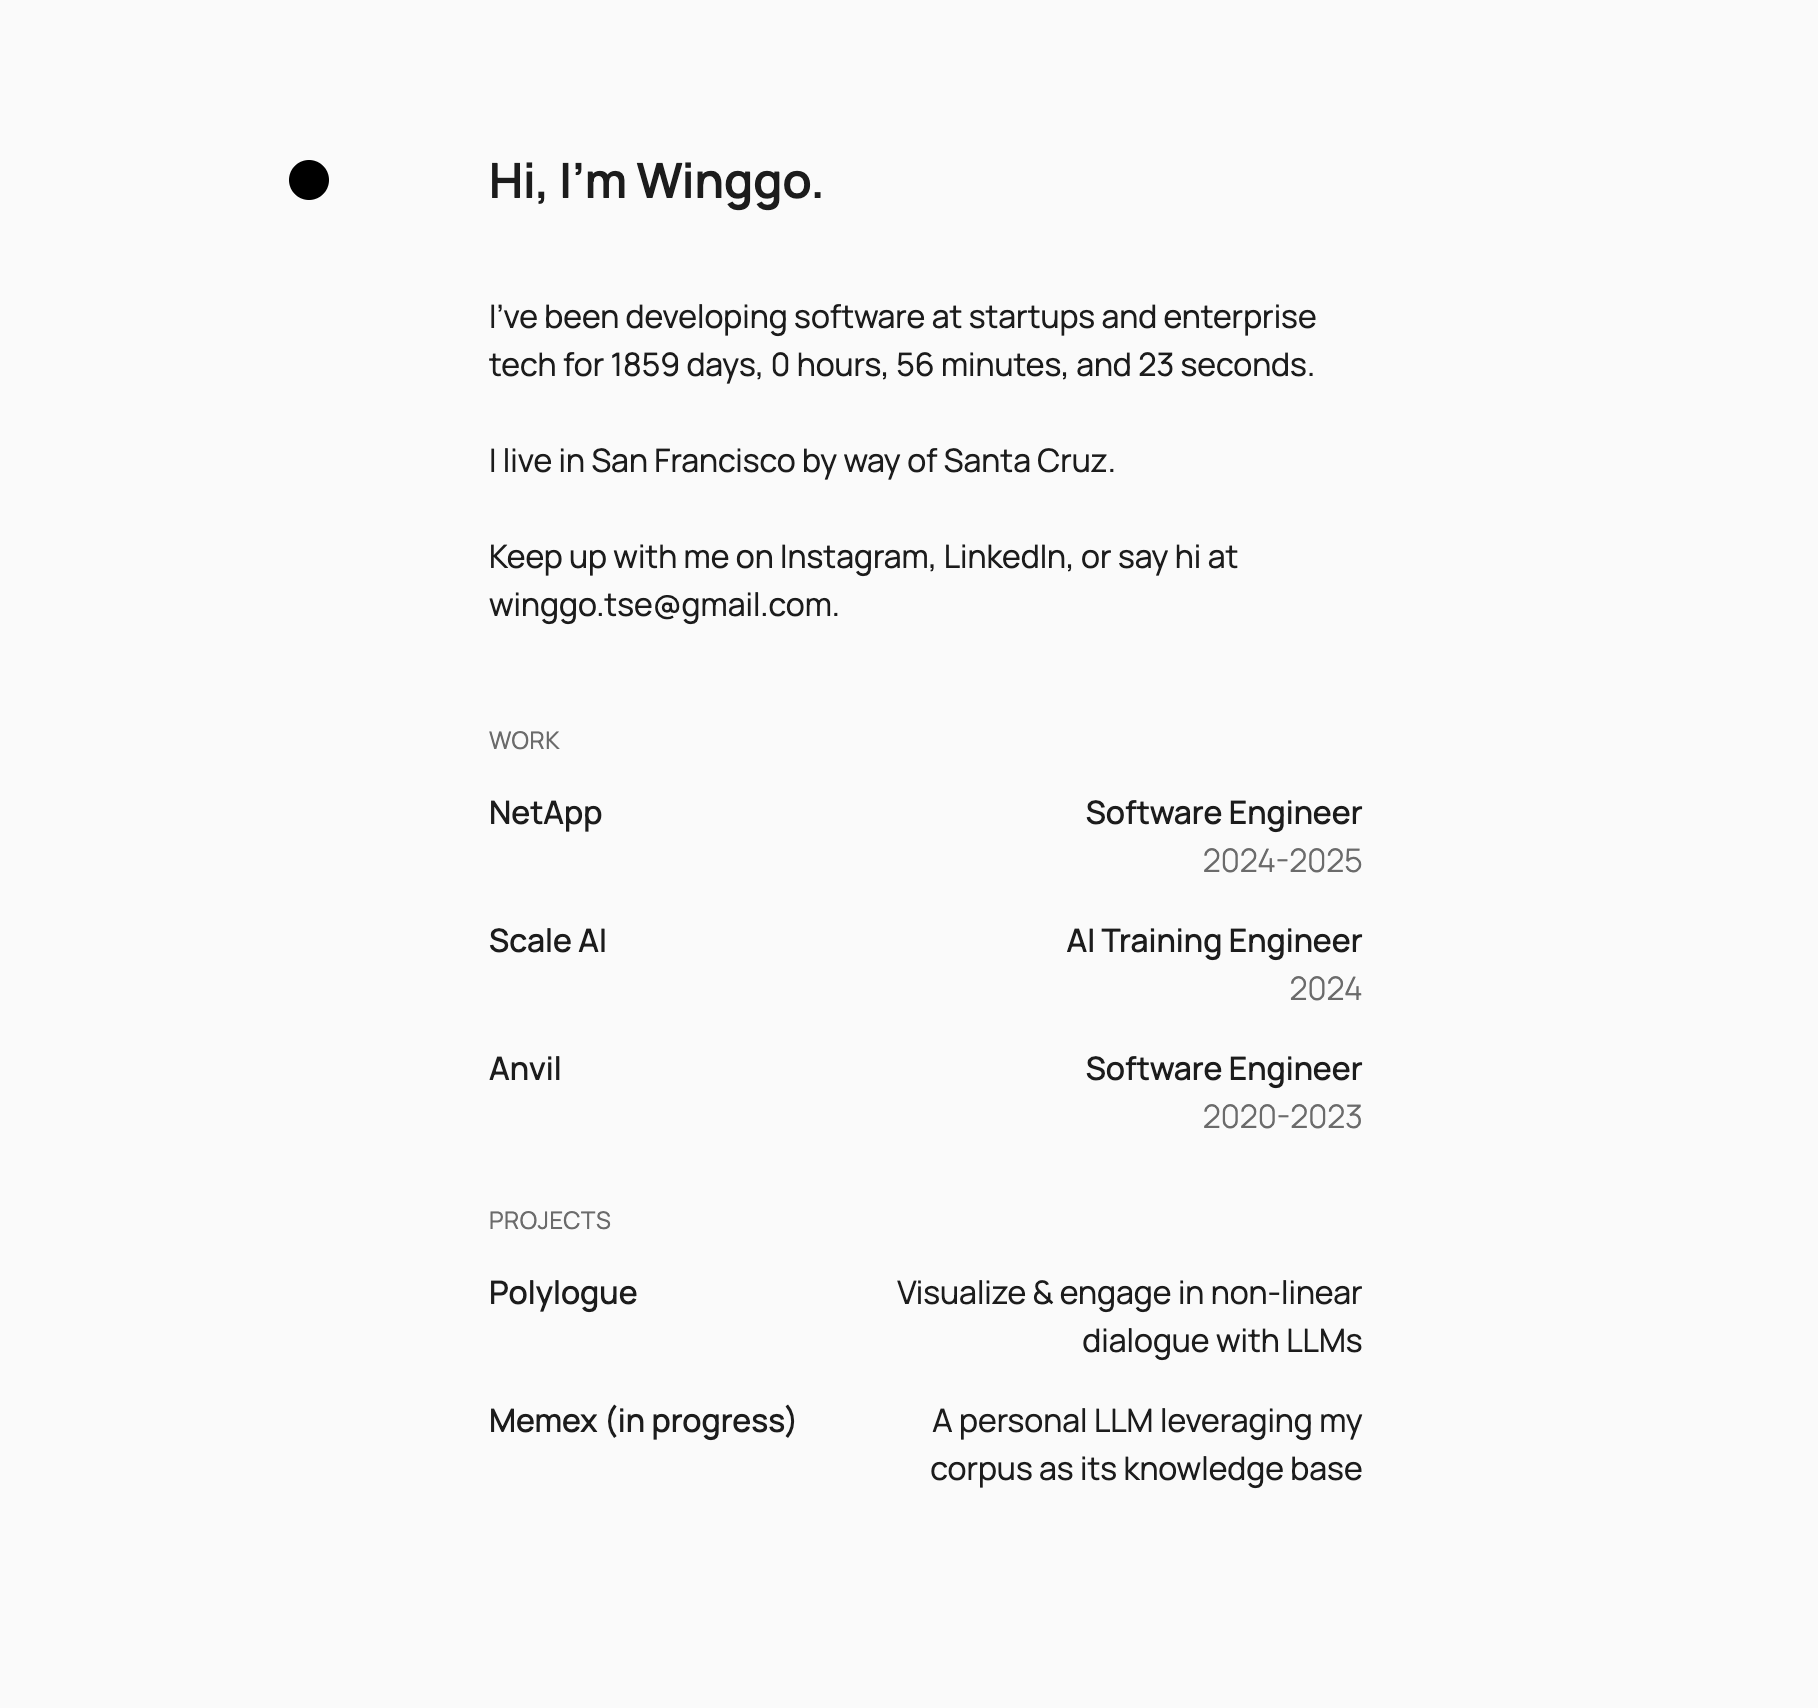 Hi, I’m Winggo.
I’ve been developing software at startups and enterprise
tech for 1859 days, 0 hours, 56 minutes, and 23 seconds.
I live in San Francisco by way of Santa Cruz.
Keep up with me on Instagram, LinkedIn, or say hi at
winggo.tse@gmail.com.
WORK
NetApp
Software Engineer
2024-2025
Scale AI
AI Training Engineer
2024
Anvil
Software Engineer
2020-2023
PROJECTS
Polylogue
Visualize & engage in non-linear
dialogue with LLMs
Memex (in progress)
A personal LLM leveraging my
corpus as its knowledge base